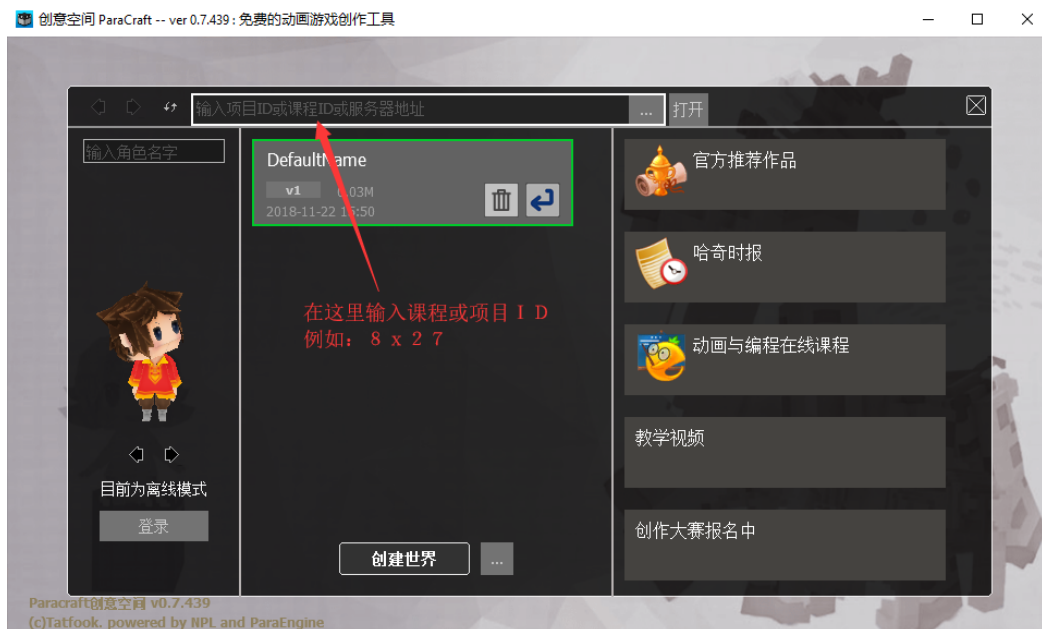 创意空间 ParaCraft -- ver 0.7.439 : 免费的动画游戏创作工具
输入项目ID或课程ID或服务器地址
...
打开
输入角色名字
目前为离线模式
登录
DefaultName
v1 0.03M
2018-11-22 15:50
在这里输入课程或项目ＩＤ
例如：８ｘ２７
创建世界
...
官方推荐作品
哈奇时报
动画与编程在线课程
教学视频
创作大赛报名中
Paracraft创意空间 v0.7.439
(c)Tatfook. powered by NPL and ParaEngine